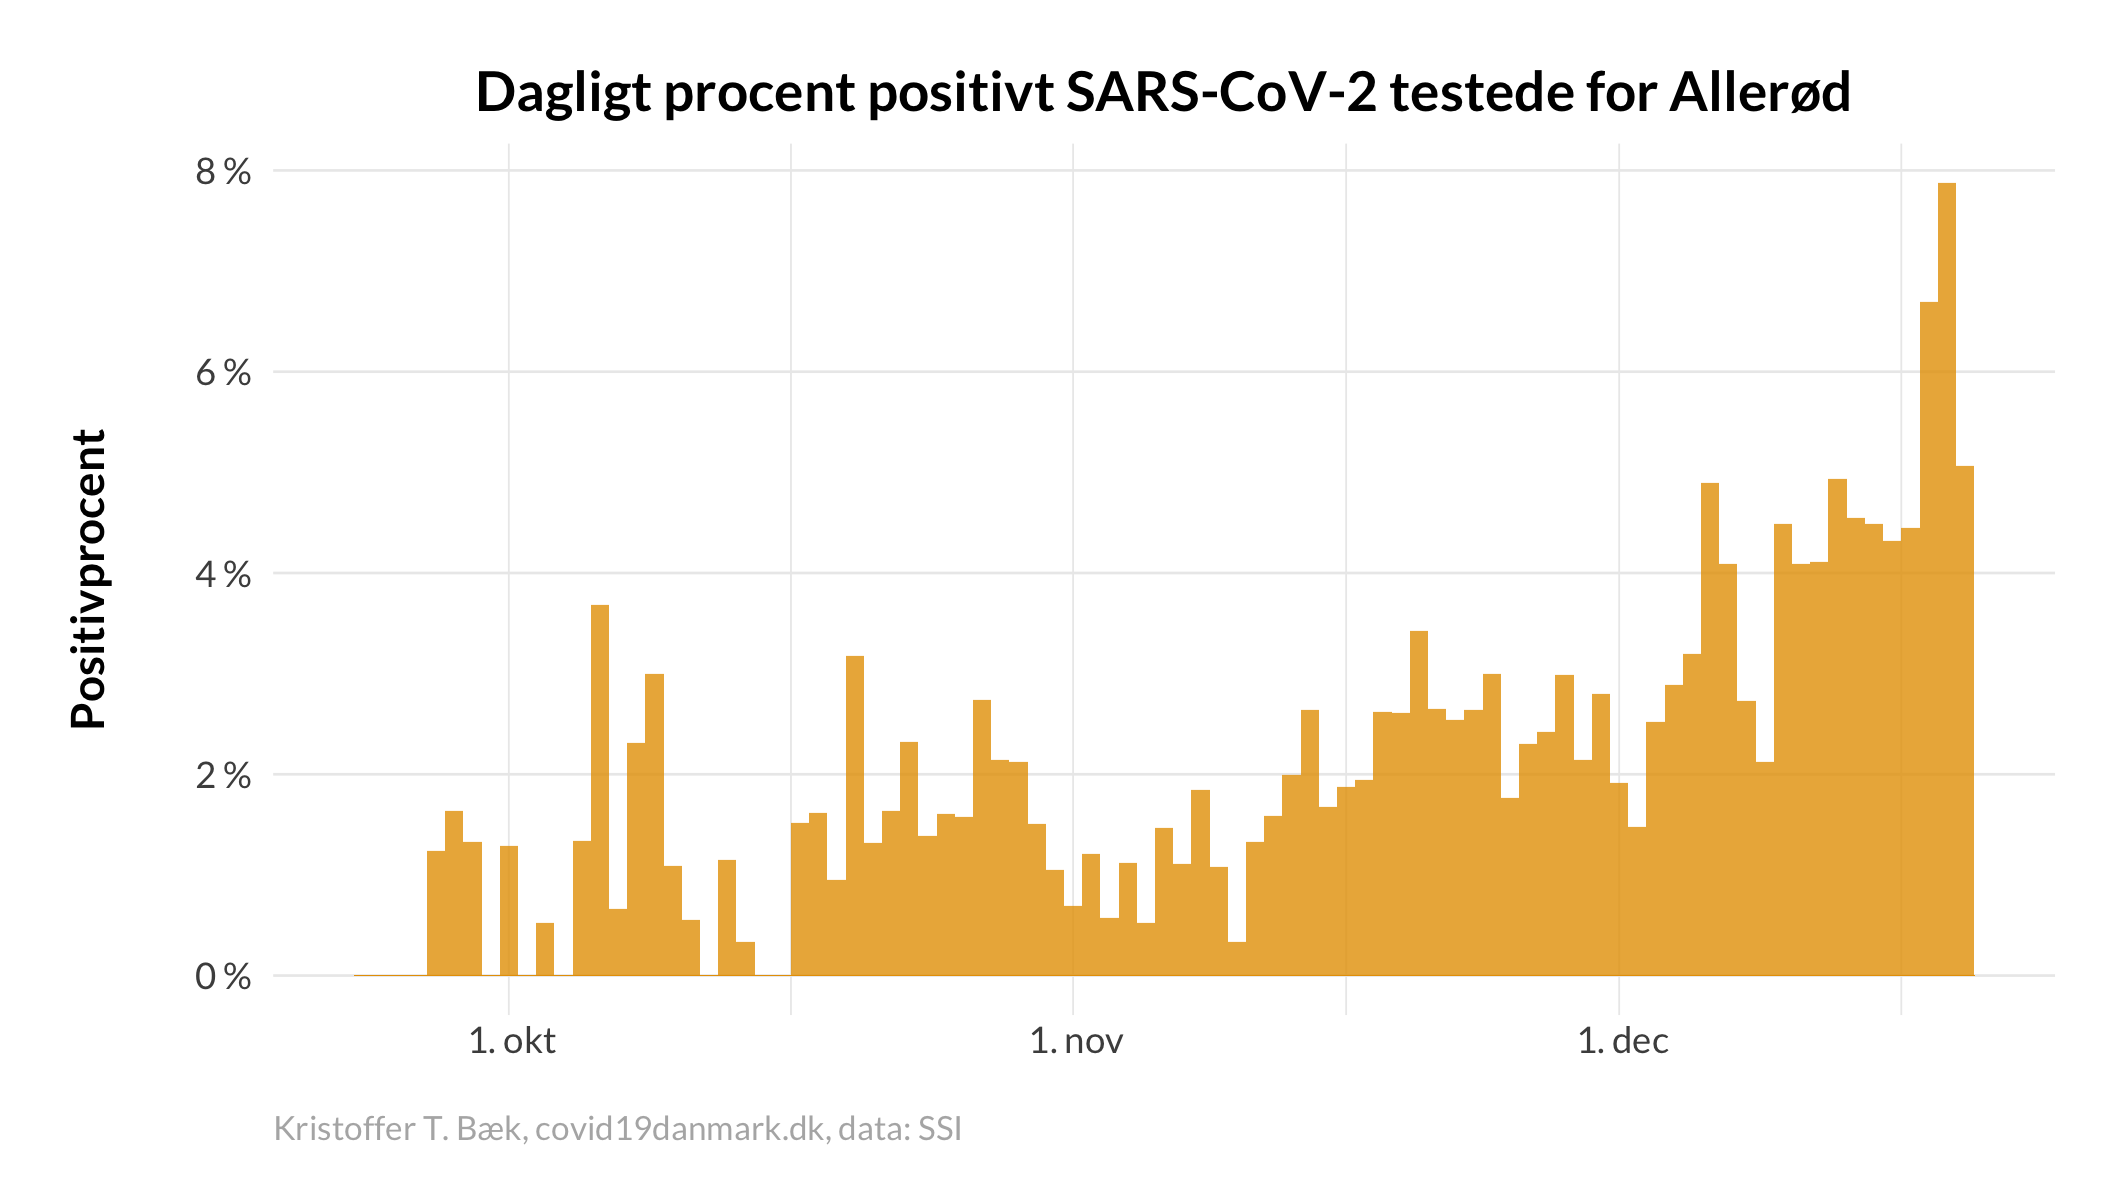 Dagligt procent positivt SARS-CoV-2 testede for Allerød
8 %
6 %
4 %
2 %
0 %
Positivprocent
1. okt
1. nov
1. dec
Kristoffer T. Bæk, covid19danmark.dk, data: SSI